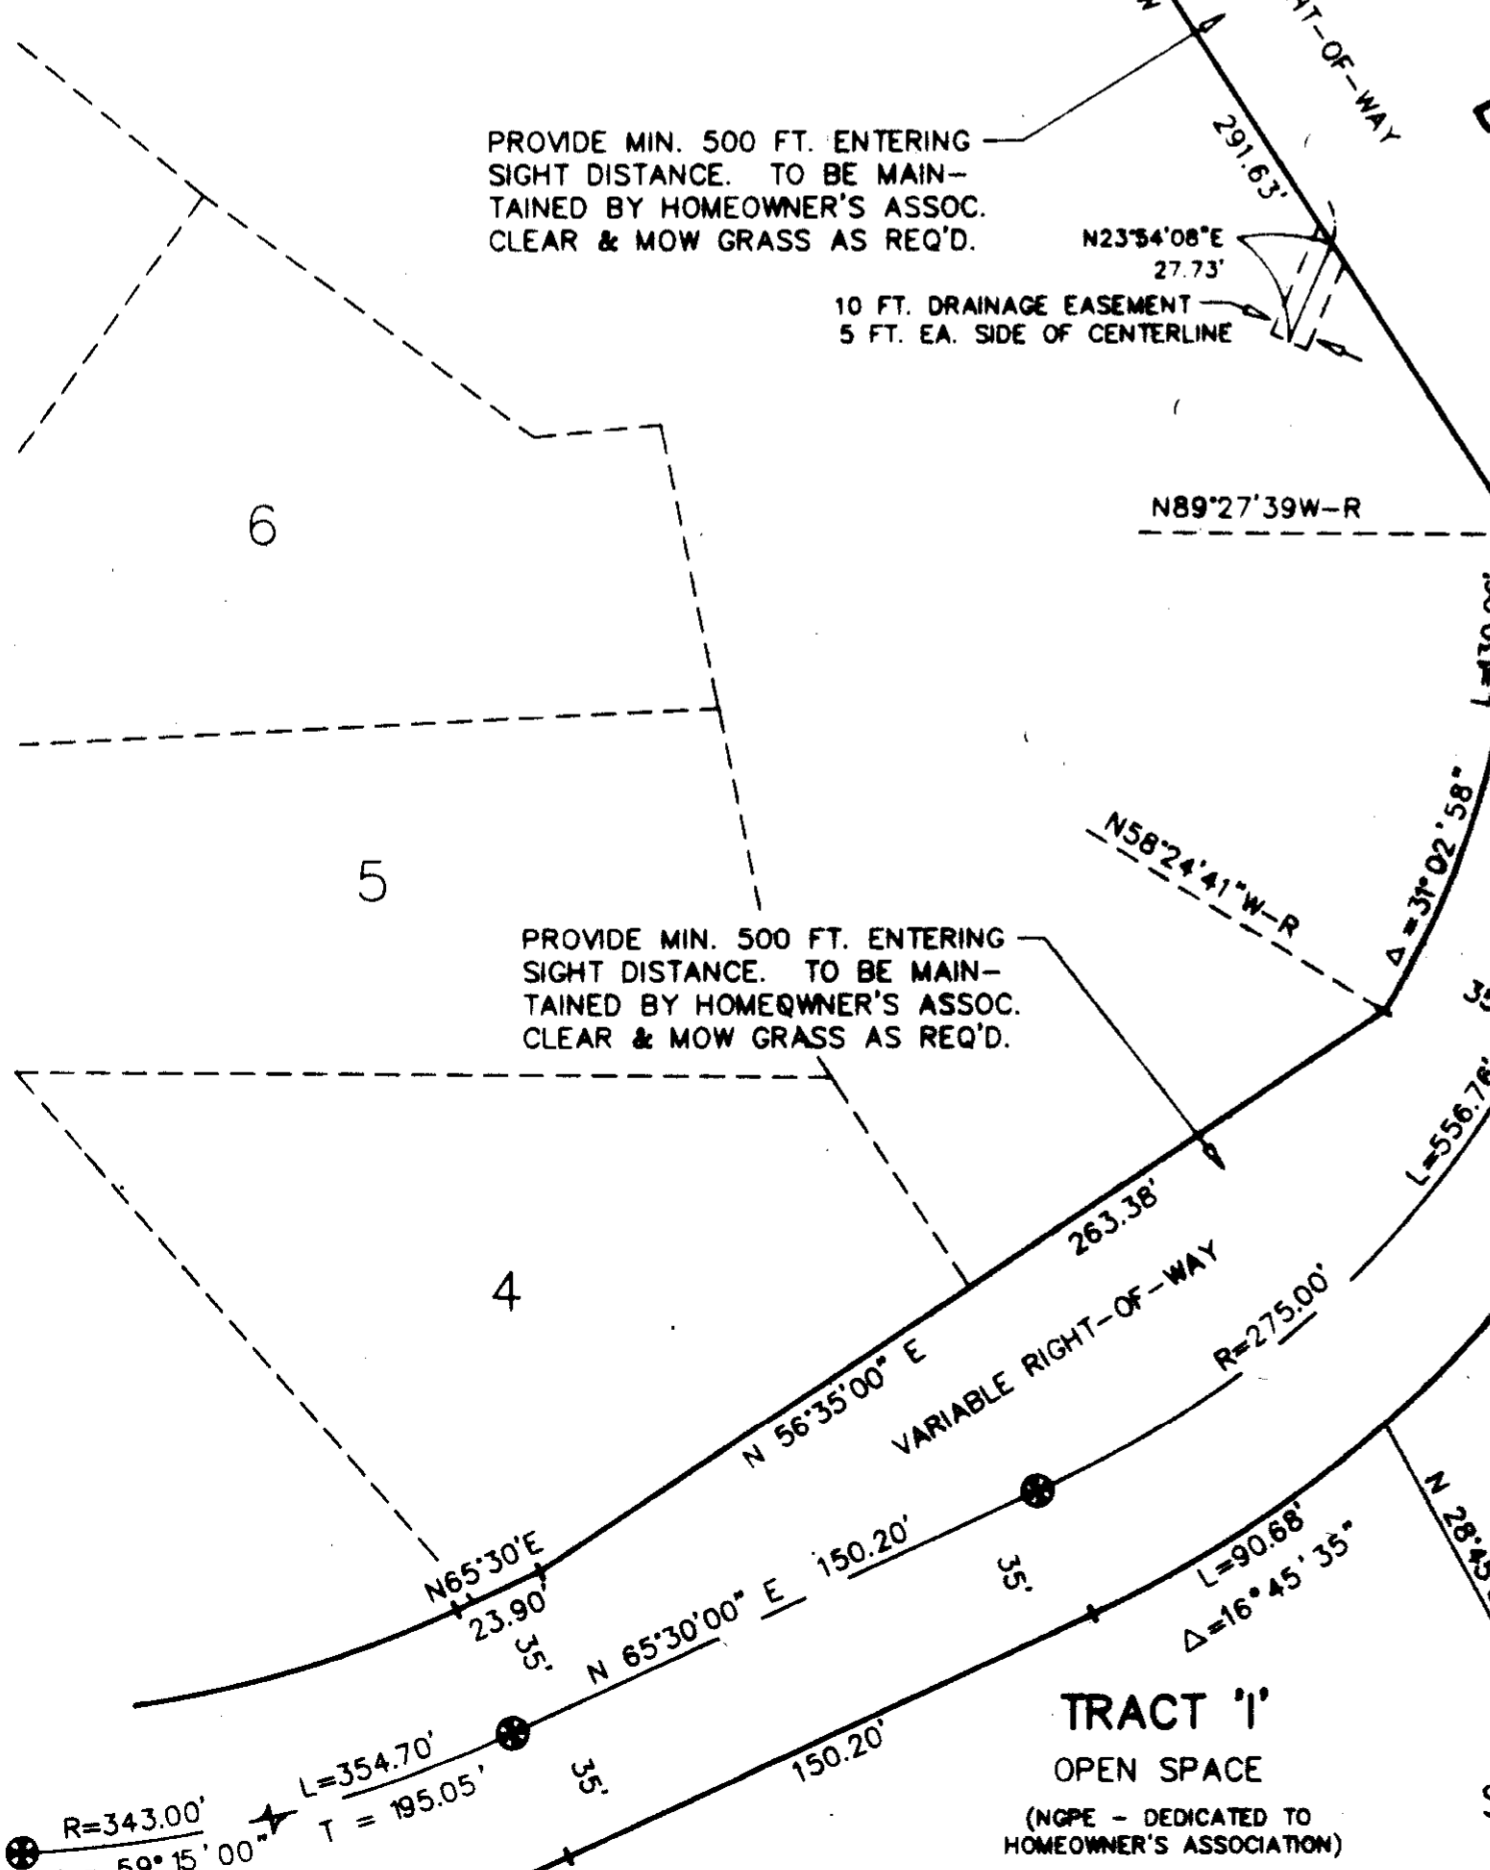 HT-OF-WAY
291.63'
PROVIDE MIN. 500 FT. ENTERING
SIGHT DISTANCE. TO BE MAIN-
TAINED BY HOMEOWNER'S ASSOC.
CLEAR & MOW GRASS AS REQ'D.
N23°54'08"E
27.73'
10 FT. DRAINAGE EASEMENT
5 FT. EA. SIDE OF CENTERLINE
6
N89°27'39W-R
5
N58°24'41"W-R
Δ=31°02'58"
PROVIDE MIN. 500 FT. ENTERING
SIGHT DISTANCE. TO BE MAIN-
TAINED BY HOMEOWNER'S ASSOC.
CLEAR & MOW GRASS AS REQ'D.
35
L=556.76'
263.38'
4
VARIABLE RIGHT-OF-WAY
R=275.00'
N 56°35'00" E
N 28°45
N65°30'E
23.90'
35'
N 65°30'00" E 150.20'
35'
L=90.68'
Δ=16°45'35"
TRACT 'I'
OPEN SPACE
(NGPE - DEDICATED TO
HOMEOWNER'S ASSOCIATION)
150.20'
35'
L=354.70'
T = 195.05'
R=343.00'
59°15'00"